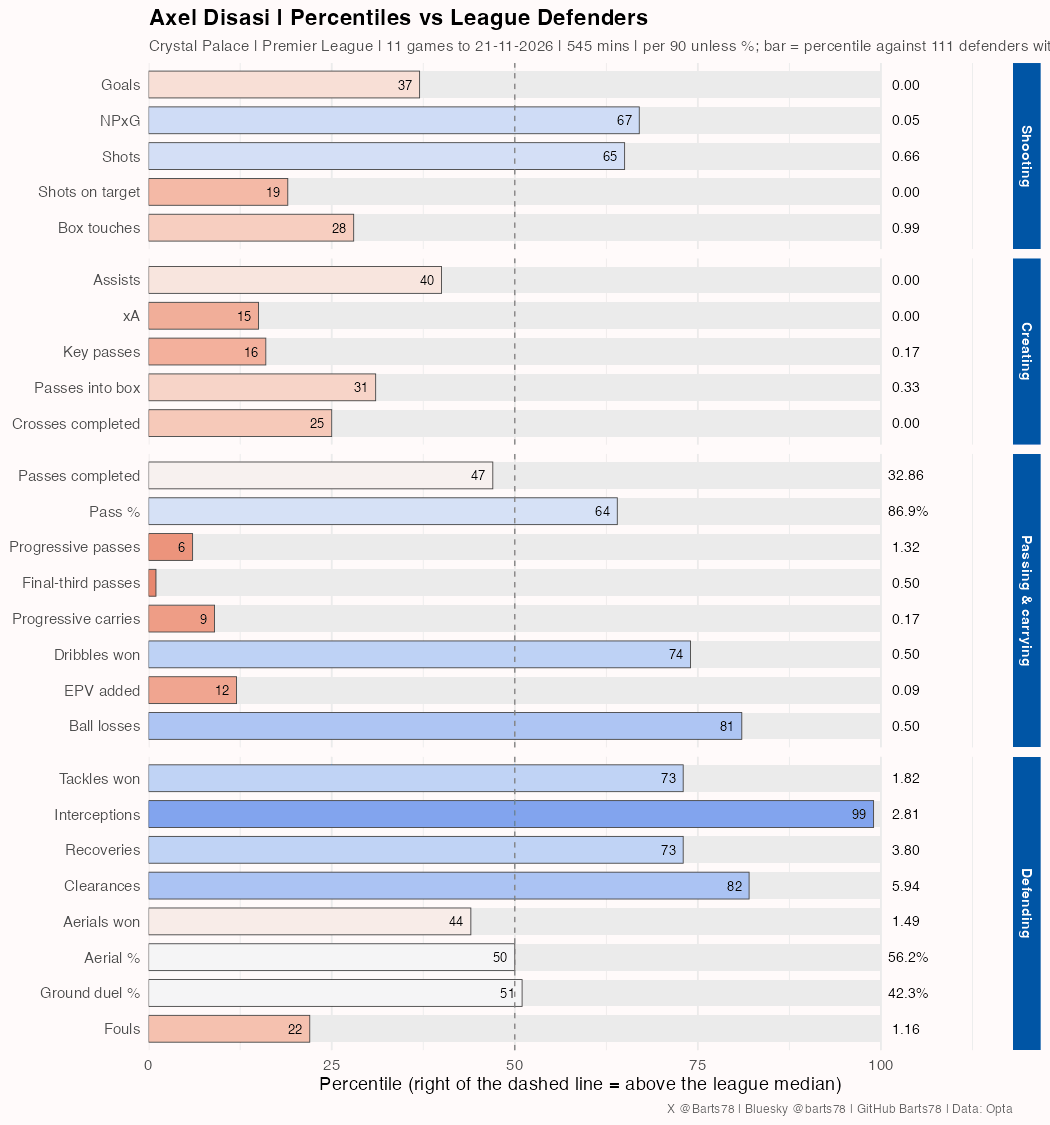 Axel Disasi | Percentiles vs League Defenders
Crystal Palace | Premier League | 11 games to 21-11-2026 | 545 mins | per 90 unless %; bar = percentile against 111 defenders
Goals 37 0.00
NPxG 67 0.05
Shots 65 0.66
Shots on target 19 0.00
Box touches 28 0.99
Shooting
Assists 40 0.00
xA 15 0.00
Key passes 16 0.17
Passes into box 31 0.33
Crosses completed 25 0.00
Creating
Passes completed 47 32.86
Pass % 64 86.9%
Progressive passes 6 1.32
Final-third passes 0.50
Progressive carries 9 0.17
Dribbles won 74 0.50
EPV added 12 0.09
Ball losses 81 0.50
Passing & carrying
Tackles won 73 1.82
Interceptions 99 2.81
Recoveries 73 3.80
Clearances 82 5.94
Aerials won 44 1.49
Aerial % 50 56.2%
Ground duel % 51 42.3%
Fouls 22 1.16
Defending
0 25 50 75 100
Percentile (right of the dashed line = above the league median)
X @Barts78 | Bluesky @barts78 | GitHub Barts78 | Data: Opta